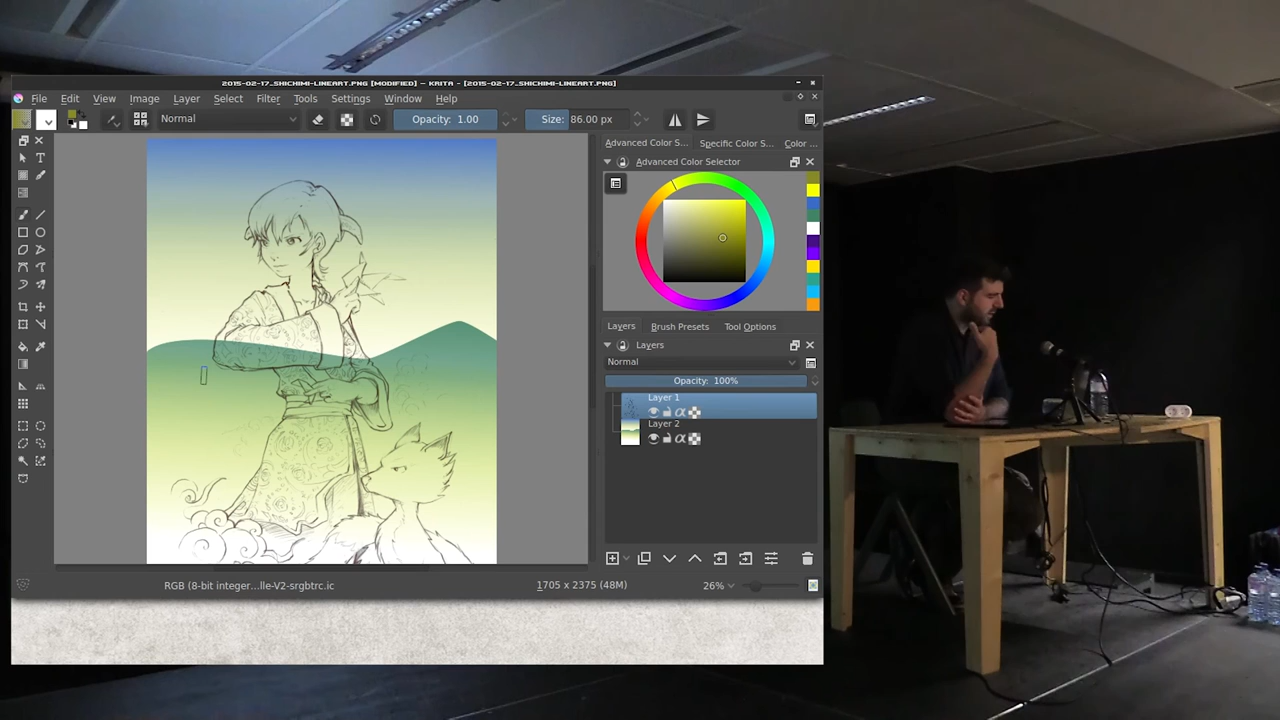 2015-02-17_SHICHIMI-LINEART.PNG [MODIFIED] – KRITA - [2015-02-17_SHICHIMI-LINEART.PNG]
File Edit View Image Layer Select Filter Tools Settings Window Help
Normal Opacity: 1.00 Size: 86.00 px
Advanced Color S... Specific Color S... Color ...
Advanced Color Selector
Layers Brush Presets Tool Options
Layers
Normal
Opacity: 100%
Layer 1
Layer 2
RGB (8-bit integer...lle-V2-srgbtrc.ic 1705 x 2375 (48M) 26%